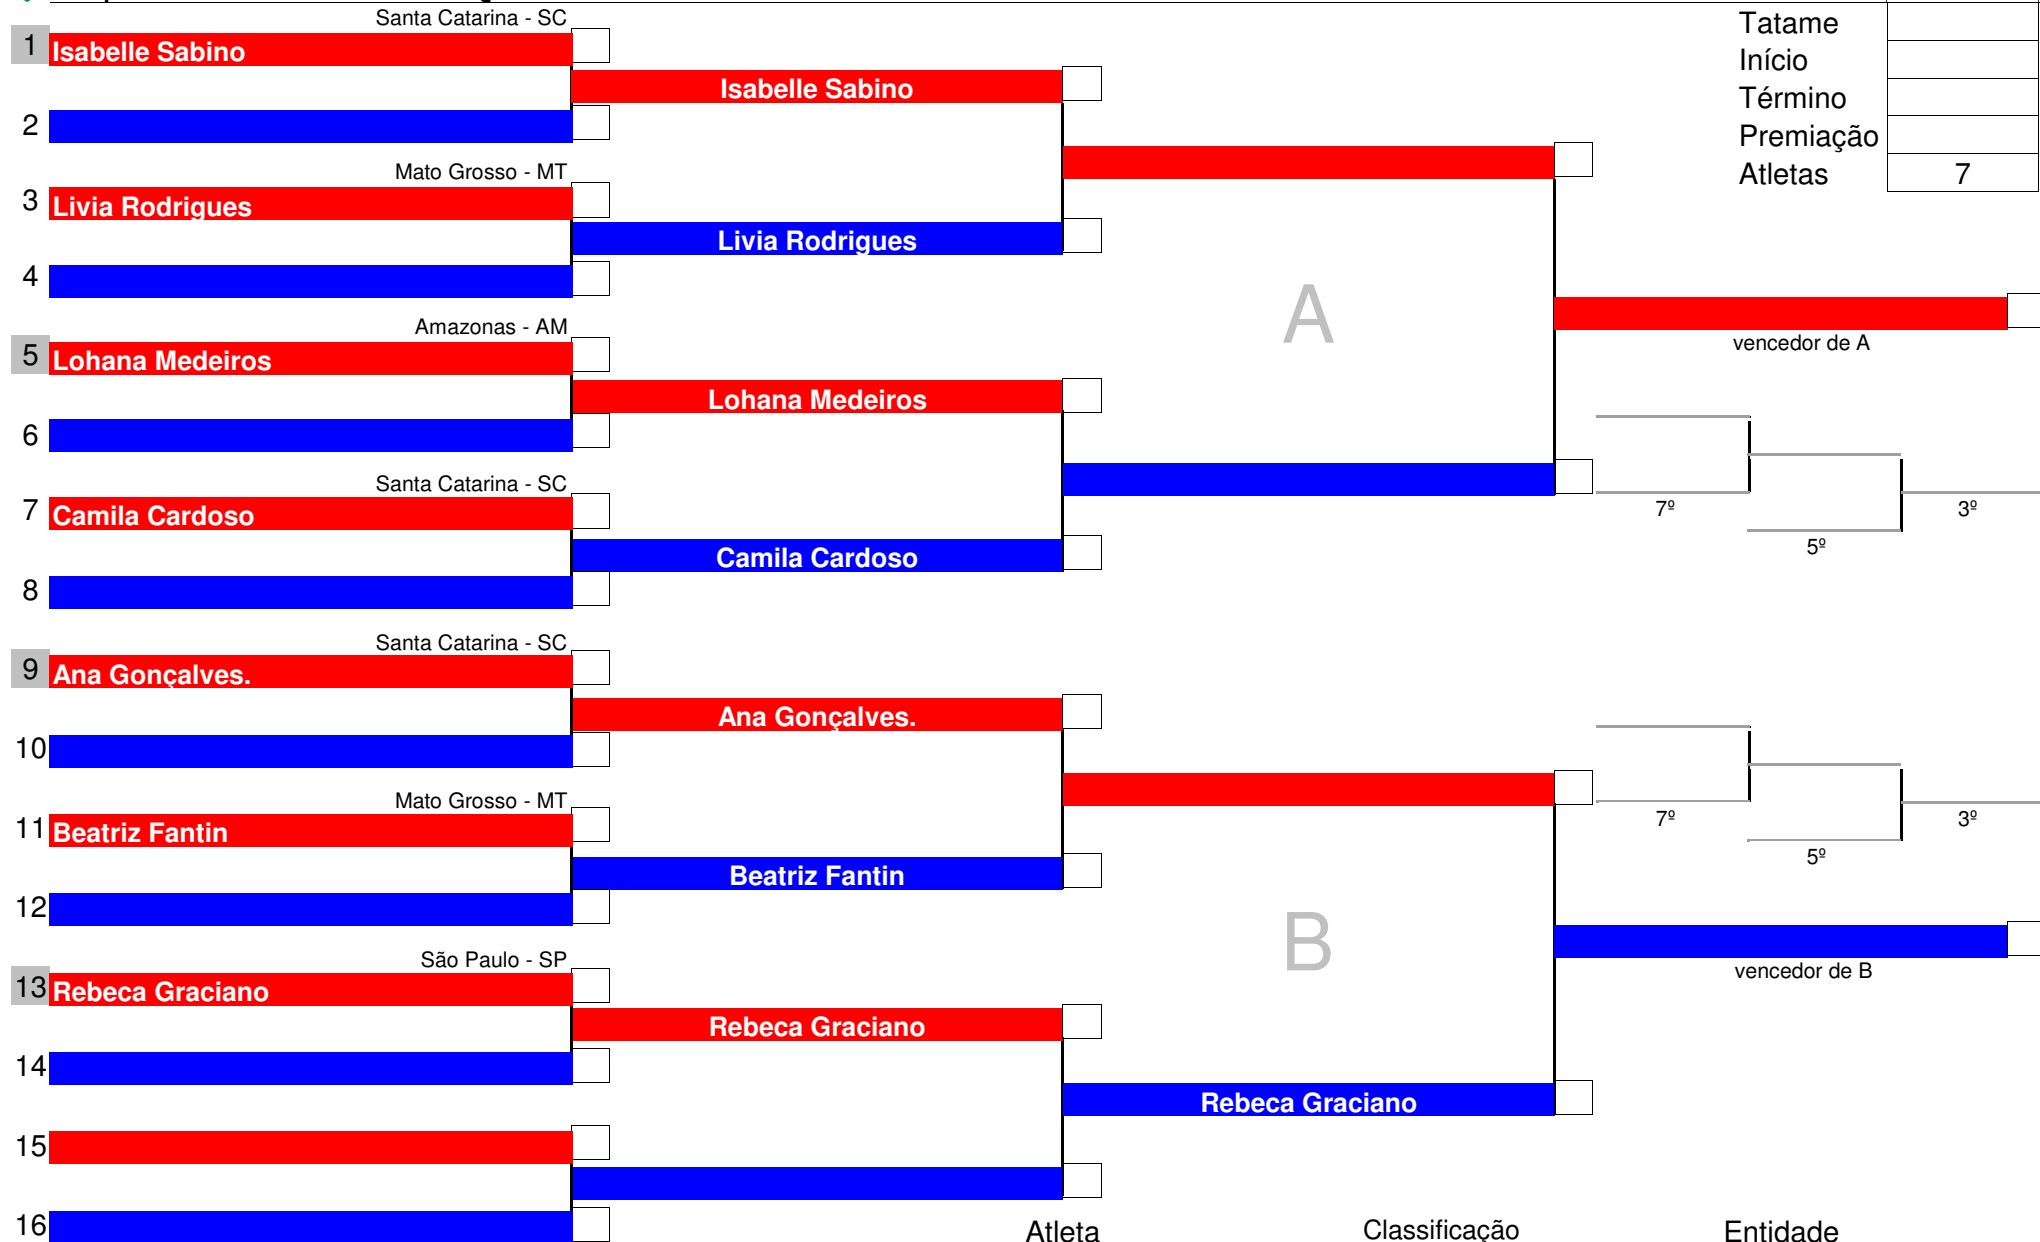 Santa Catarina - SC
1 Isabelle Sabino
Isabelle Sabino
2
Mato Grosso - MT
3 Livia Rodrigues
Livia Rodrigues
4
Amazonas - AM
5 Lohana Medeiros
Lohana Medeiros
6
Santa Catarina - SC
7 Camila Cardoso
Camila Cardoso
8
Santa Catarina - SC
9 Ana Gonçalves.
Ana Gonçalves.
10
Mato Grosso - MT
11 Beatriz Fantin
Beatriz Fantin
12
São Paulo - SP
13 Rebeca Graciano
Rebeca Graciano
14
Rebeca Graciano
15
16
A
B
Tatame
Início
Término
Premiação
Atletas 7
vencedor de A
7º
3º
5º
7º
3º
5º
vencedor de B
Atleta Classificação Entidade